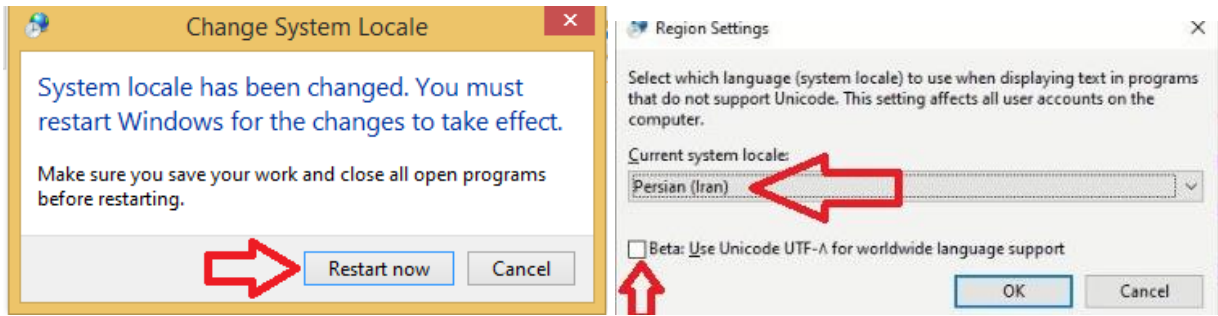 Change System Locale
System locale has been changed. You must
restart Windows for the changes to take effect.
Make sure you save your work and close all open programs
before restarting.
Restart now
Cancel
Region Settings
Select which language (system locale) to use when displaying text in programs
that do not support Unicode. This setting affects all user accounts on the
computer.
Current system locale:
Persian (Iran)
Beta: Use Unicode UTF-۸ for worldwide language support
OK
Cancel